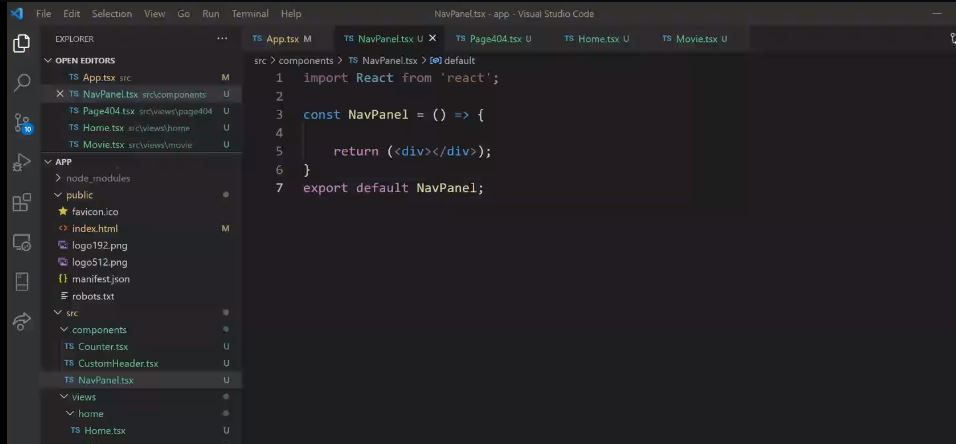 File Edit Selection View Go Run Terminal Help NavPanel.tsx - app - Visual Studio Code
EXPLORER ···
OPEN EDITORS
TS App.tsx src M
TS NavPanel.tsx src\components U
TS Page404.tsx src\views\page404 U
TS Home.tsx src\views\home U
TS Movie.tsx src\views\movie U
APP
node_modules
public
favicon.ico
<> index.html M
logo192.png
logo512.png
{} manifest.json
robots.txt
src
components
TS Counter.tsx U
TS CustomHeader.tsx U
TS NavPanel.tsx U
views
home
TS Home.tsx U
10
TS App.tsx M TS NavPanel.tsx U TS Page404.tsx U TS Home.tsx U TS Movie.tsx U
src > components > TS NavPanel.tsx > default
1 import React from 'react';
2
3 const NavPanel = () => {
4
5 return (<div></div>);
6 }
7 export default NavPanel;